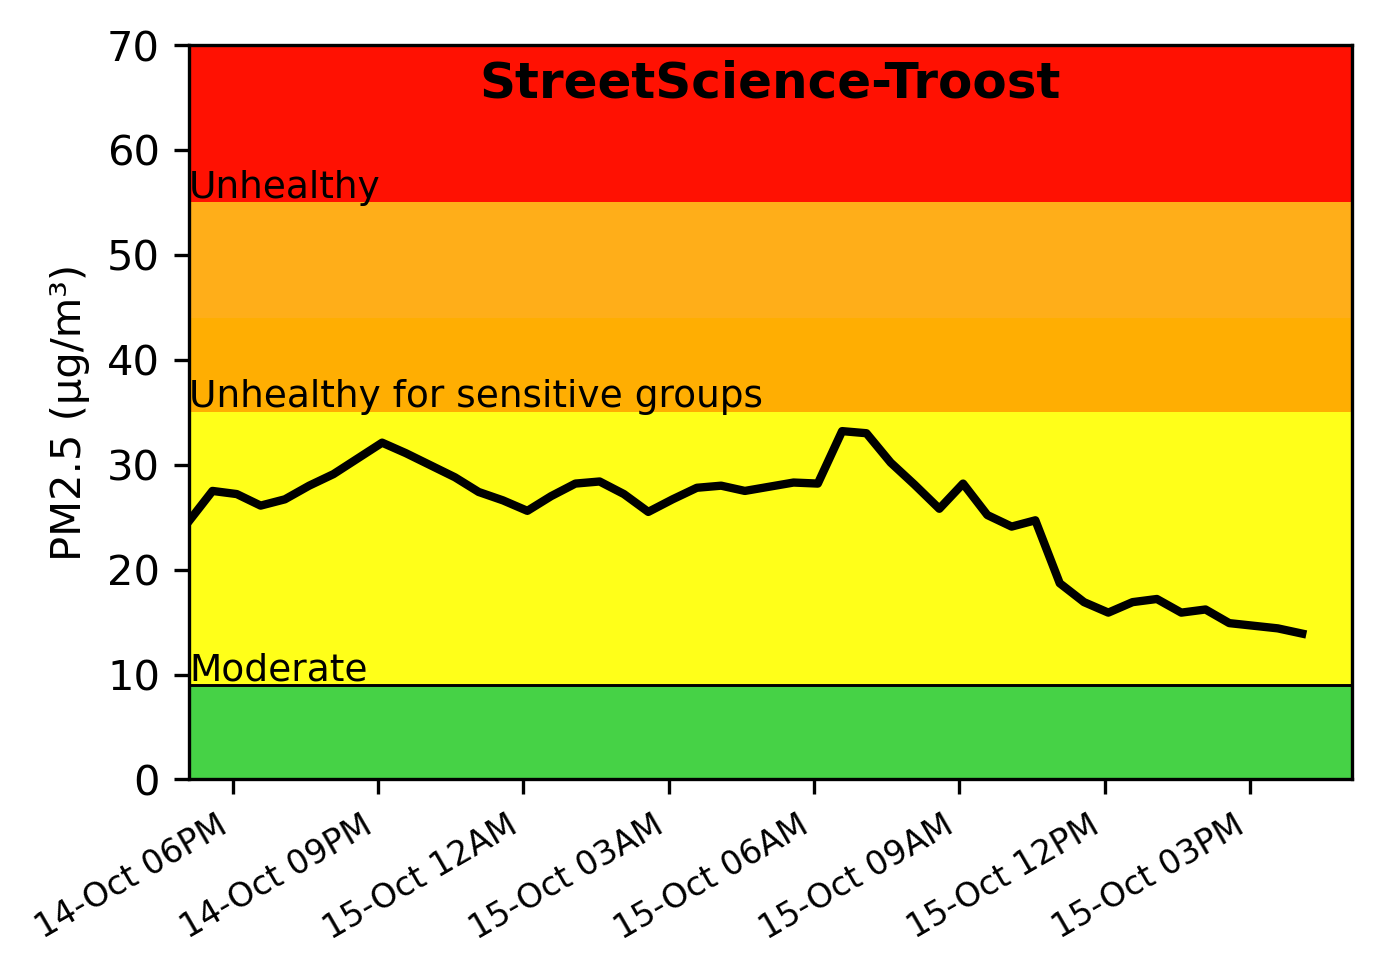 StreetScience-Troost
PM2.5 (µg/m³)
70
60
50
40
30
20
10
0
Unhealthy
Unhealthy for sensitive groups
Moderate
14-Oct 06PM
14-Oct 09PM
15-Oct 12AM
15-Oct 03AM
15-Oct 06AM
15-Oct 09AM
15-Oct 12PM
15-Oct 03PM